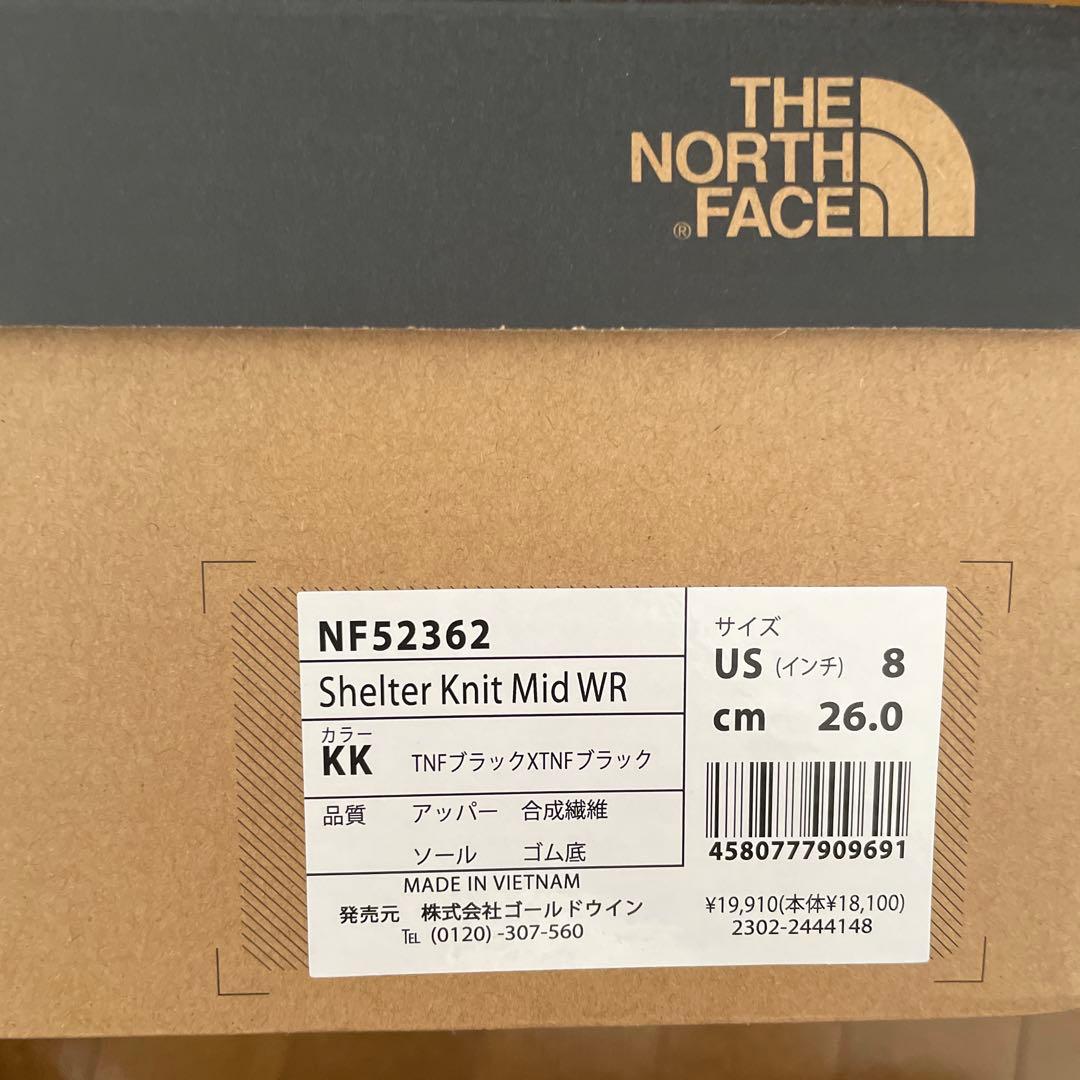 THE
NORTH
® FACE
NF52362
Shelter Knit Mid WR
カラー
KK TNFブラックXTNFブラック
品質 アッパー 合成繊維
ソール ゴム底
MADE IN VIETNAM
発売元 株式会社ゴールドウイン
℡ (0120) -307-560
サイズ
US (インチ) 8
cm 26.0
4580777909691
¥19,910(本体¥18,100)
2302-2444148